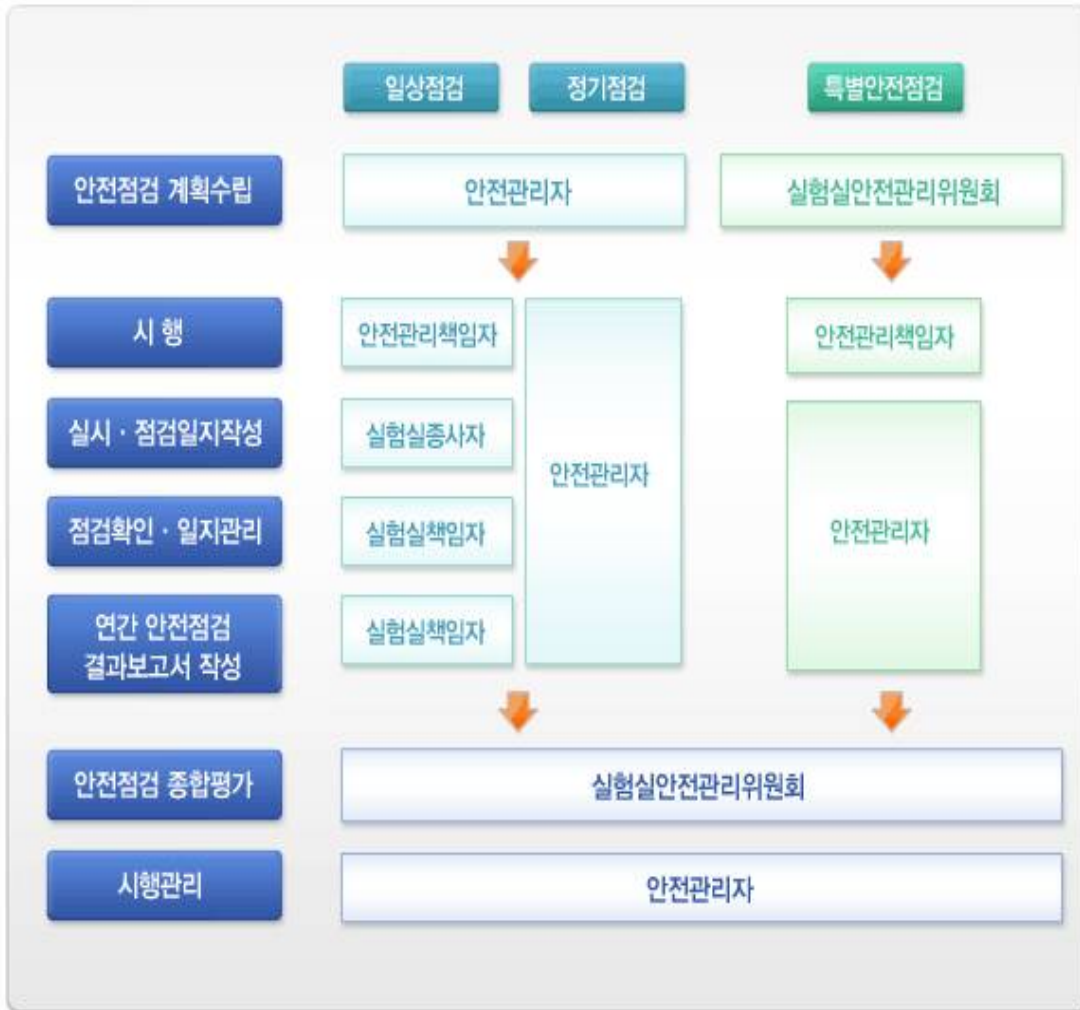 일상점검
정기점검
특별안전점검
안전점검 계획수립
안전관리자
실험실안전관리위원회
시 행
안전관리책임자
안전관리책임자
실시 · 점검일지작성
실험실종사자
안전관리자
안전관리자
점검확인 · 일지관리
실험실책임자
연간 안전점검
결과보고서 작성
실험실책임자
안전점검 종합평가
실험실안전관리위원회
시행관리
안전관리자